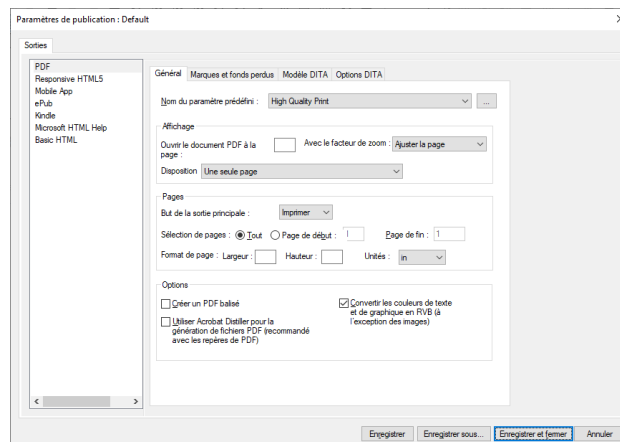 Paramètres de publication : Default
Sorties
PDF
Responsive HTML5
Mobile App
ePub
Kindle
Microsoft HTML Help
Basic HTML
Général Marques et fonds perdus Modèle DITA Options DITA
Nom du paramètre prédéfini : High Quality Print ...
Affichage
Ouvrir le document PDF à la
page :
Avec le facteur de zoom : Ajuster la page
Disposition Une seule page
Pages
But de la sortie principale : Imprimer
Sélection de pages : Tout Page de début : 1 Page de fin : 1
Format de page : Largeur : Hauteur : Unités : in
Options
Créer un PDF balisé
Utiliser Acrobat Distiller pour la
génération de fichiers PDF (recommandé
avec les repères de PDF)
Convertir les couleurs de texte
et de graphique en RVB (à
l'exception des images)
Enregistrer Enregistrer sous... Enregistrer et fermer Annuler